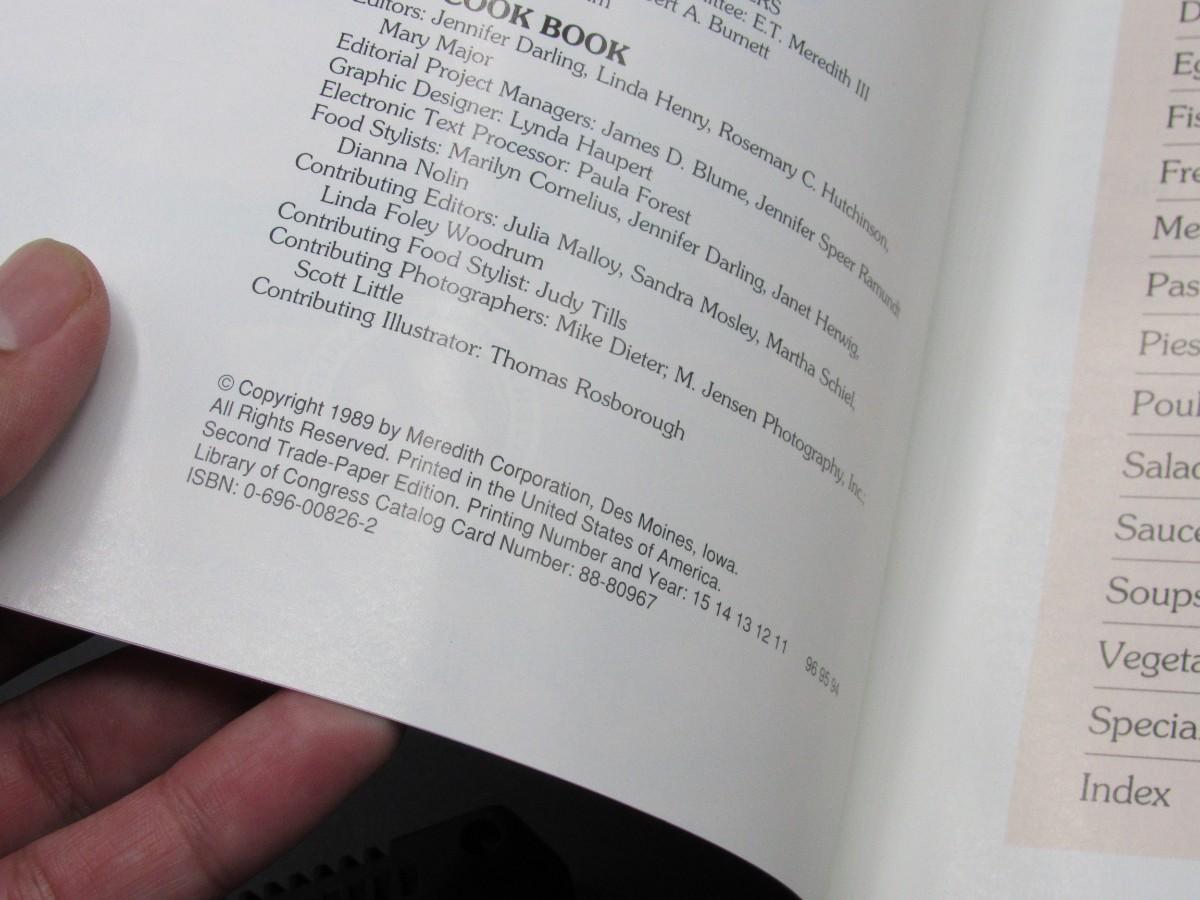 ERS
mittee: E.T. Meredith III
bert A. Burnett
COOK BOOK
Editors: Jennifer Darling, Linda Henry, Rosemary C. Hutchinson,
Mary Major
Editorial Project Managers: James D. Blume, Jennifer Speer Ramundt
Graphic Designer: Lynda Haupert
Electronic Text Processor: Paula Forest
Food Stylists: Marilyn Cornelius, Jennifer Darling, Janet Herwig,
Dianna Nolin
Contributing Editors: Julia Malloy, Sandra Mosley, Martha Schiel,
Linda Foley Woodrum
Contributing Food Stylist: Judy Tills
Contributing Photographers: Mike Dieter; M. Jensen Photography, Inc.;
Scott Little
Contributing Illustrator: Thomas Rosborough
© Copyright 1989 by Meredith Corporation, Des Moines, Iowa.
All Rights Reserved. Printed in the United States of America.
Second Trade-Paper Edition. Printing Number and Year: 15 14 13 12 11 96 95 94
Library of Congress Catalog Card Number: 88-80967
ISBN: 0-696-00826-2
D
Eg
Fis
Fre
Me
Pas
Pies
Poul
Salad
Sauce
Soups
Vegeta
Specia
Index